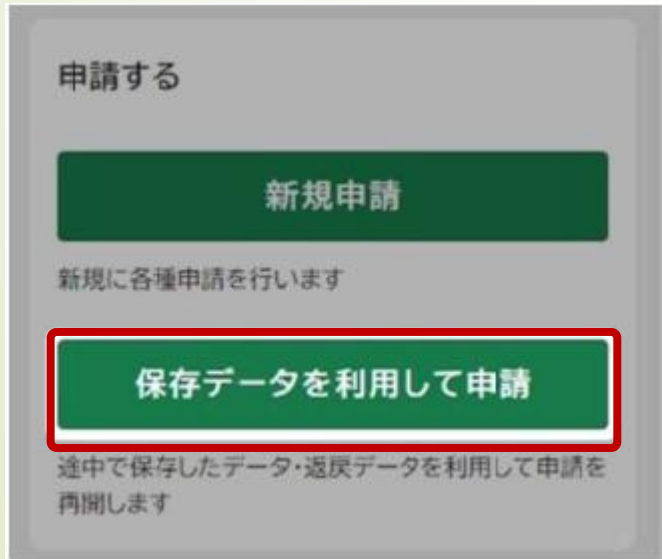 申請する
新規申請
新規に各種申請を行います
保存データを利用して申請
途中で保存したデータ・返戻データを利用して申請を
再開します